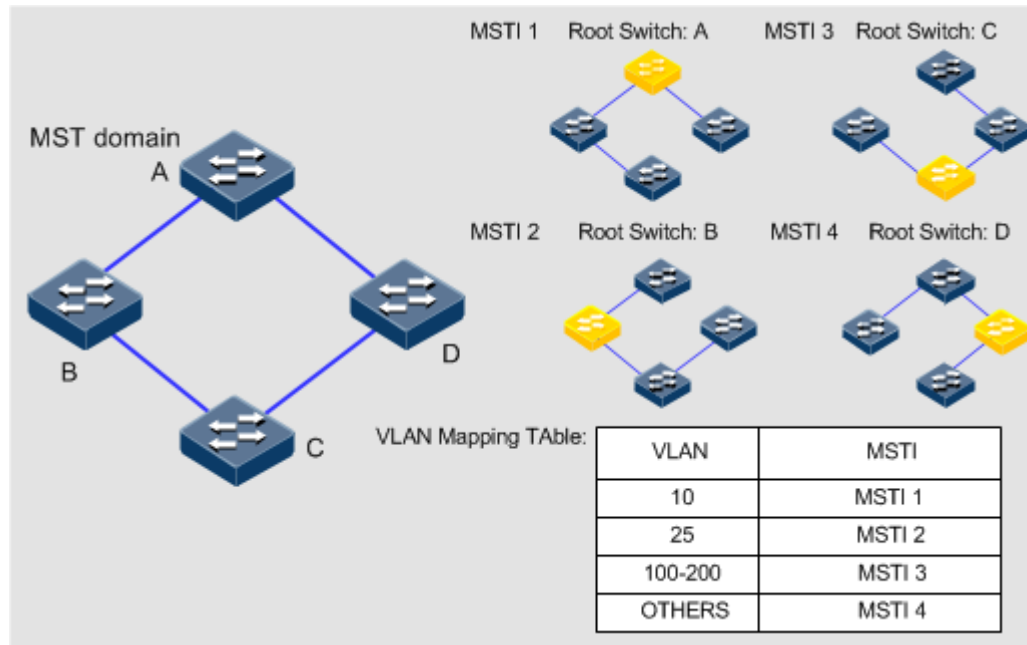 MSTI 1 Root Switch: A
MSTI 3 Root Switch: C
MST domain
A
B
C
D
MSTI 2 Root Switch: B
MSTI 4 Root Switch: D
VLAN Mapping TAble:
VLAN MSTI
10 MSTI 1
25 MSTI 2
100-200 MSTI 3
OTHERS MSTI 4